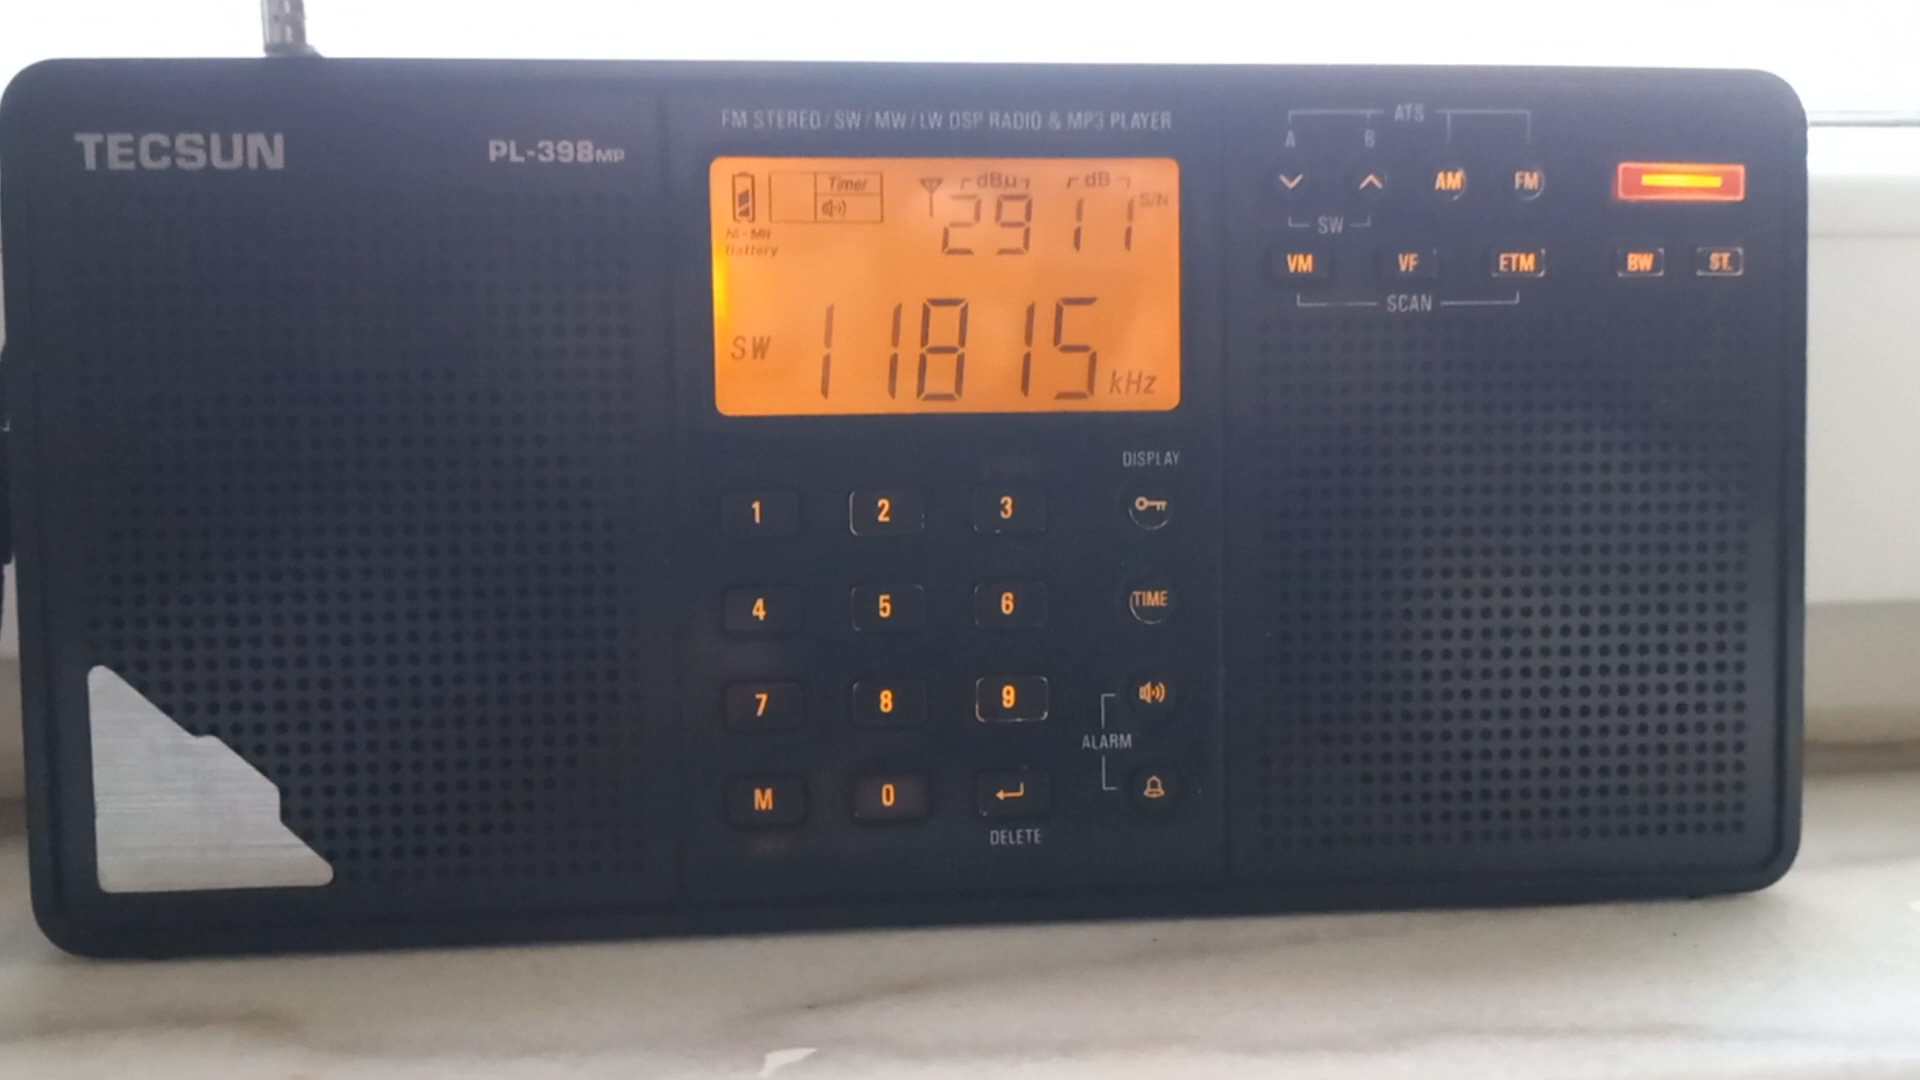 TECSUN
PL-398MP
FM STEREO/SW/MW/LW DSP RADIO & MP3 PLAYER
Timer
Ni-MH
Battery
dBμ
dB
S/N
29 11
SW 11815 kHz
ATS
A B
AM FM
SW
VM VF ETM BW ST.
SCAN
DISPLAY
1 2 3
4 5 6 TIME
7 8 9
ALARM
M 0
DELETE